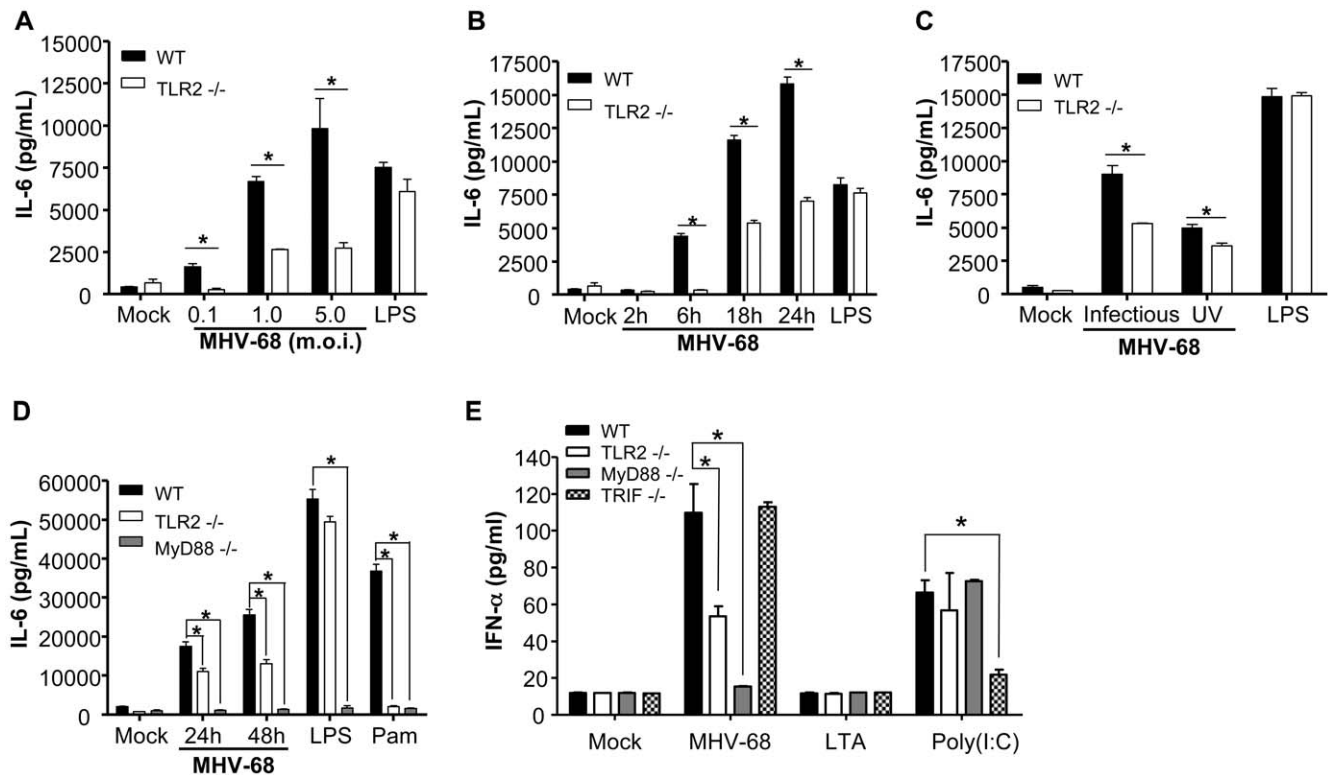 A
IL-6 (pg/mL)
15000
12500
10000
7500
5000
2500
0
WT
TLR2 -/-
*
*
*
Mock 0.1 1.0 5.0 LPS
MHV-68 (m.o.i.)
B
IL-6 (pg/mL)
17500
15000
12500
10000
7500
5000
2500
0
WT
TLR2 -/-
*
*
*
Mock 2h 6h 18h 24h LPS
MHV-68
C
IL-6 (pg/mL)
17500
15000
12500
10000
7500
5000
2500
0
WT
TLR2 -/-
*
*
Mock Infectious UV LPS
MHV-68
D
IL-6 (pg/mL)
60000
50000
40000
30000
20000
10000
0
WT
TLR2 -/-
MyD88 -/-
*
*
*
*
*
*
*
Mock 24h 48h LPS Pam
MHV-68
E
IFN-α (pg/ml)
140
120
100
80
60
40
20
0
WT
TLR2 -/-
MyD88 -/-
TRIF -/-
*
*
*
Mock MHV-68 LTA Poly(I:C)